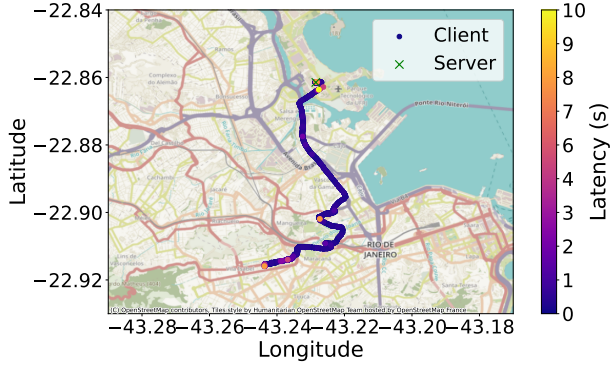 −22.84
−22.86
−22.88
−22.90
−22.92
Latitude
Client
Server
Ponte Rio-Niterói
RIO DE
JANEIRO
(C) OpenStreetMap contributors, Tiles style by Humanitarian OpenStreetMap Team hosted by OpenStreetMap France
−43.28
−43.26
−43.24
−43.22
−43.20
−43.18
Longitude
10
9
8
7
6
5
4
3
2
1
0
Latency (s)